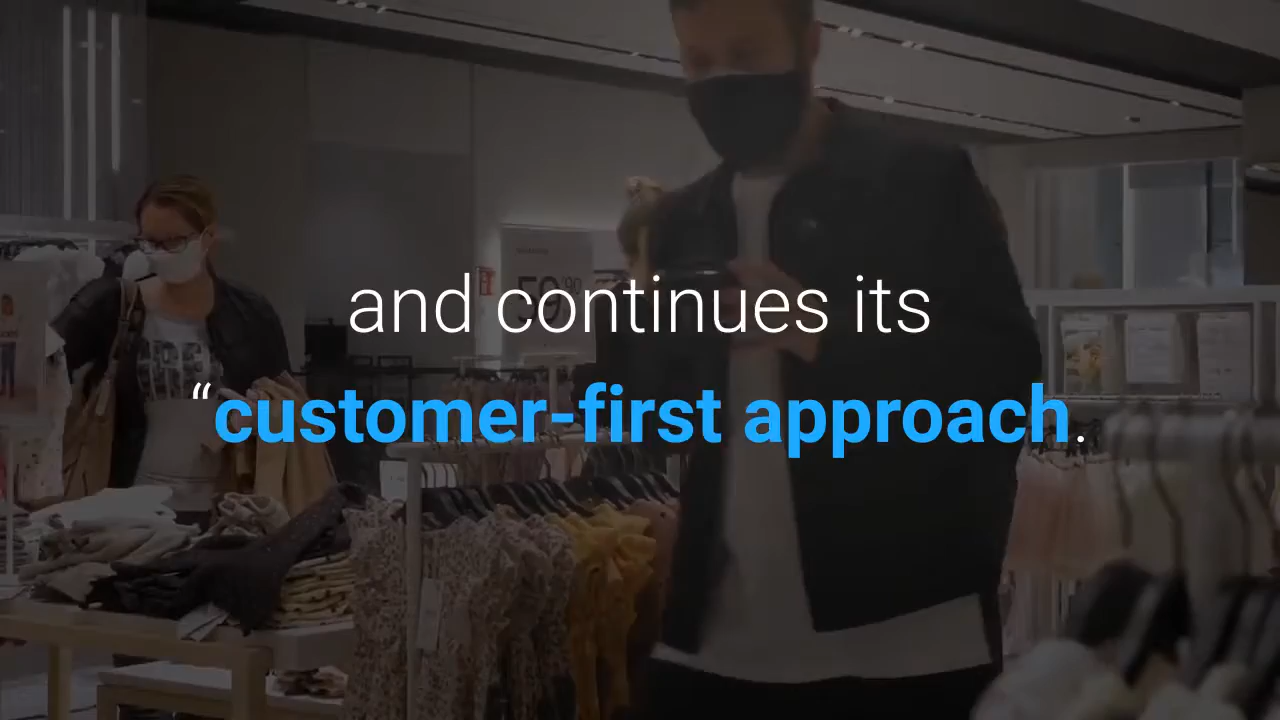 and continues its
“customer-first approach.